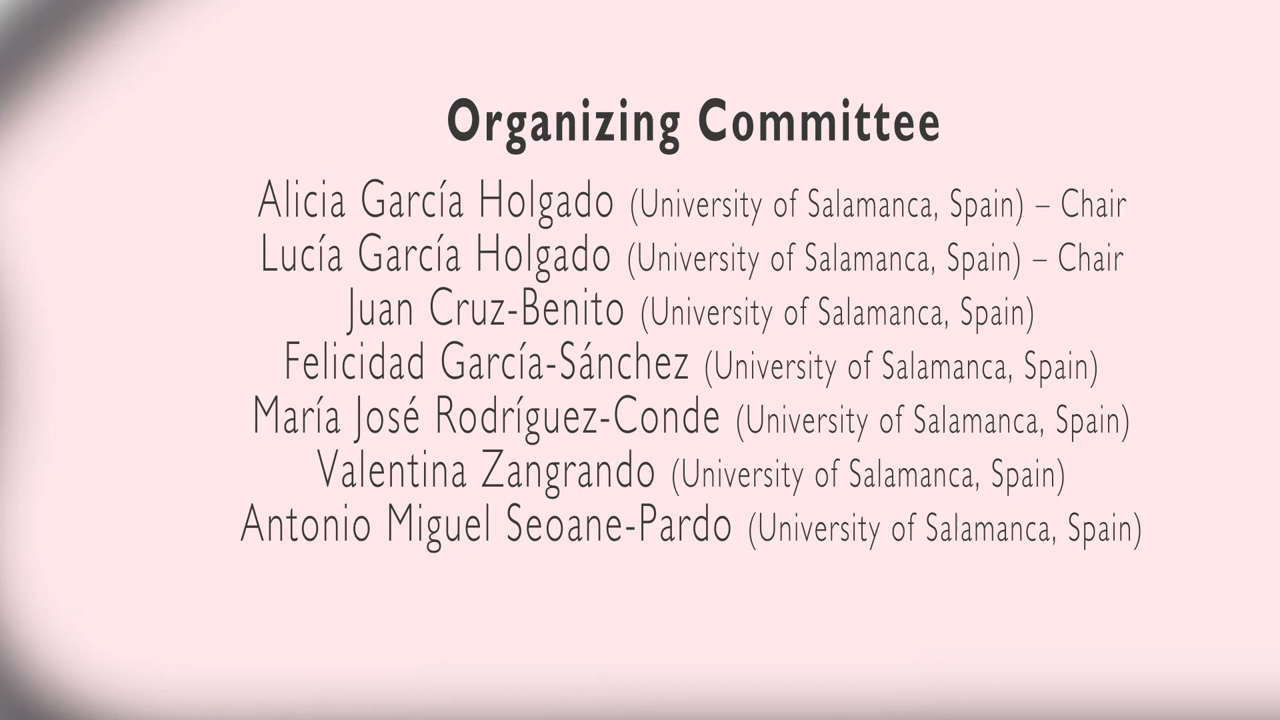 Organizing Committee
Alicia García Holgado (University of Salamanca, Spain) – Chair
Lucía García Holgado (University of Salamanca, Spain) – Chair
Juan Cruz-Benito (University of Salamanca, Spain)
Felicidad García-Sánchez (University of Salamanca, Spain)
María José Rodríguez-Conde (University of Salamanca, Spain)
Valentina Zangrando (University of Salamanca, Spain)
Antonio Miguel Seoane-Pardo (University of Salamanca, Spain)